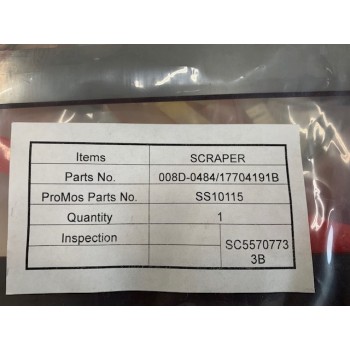 Items SCRAPER
Parts No. 008D-0484/17704191B
ProMos Parts No. SS10115
Quantity 1
Inspection SC5570773
3B